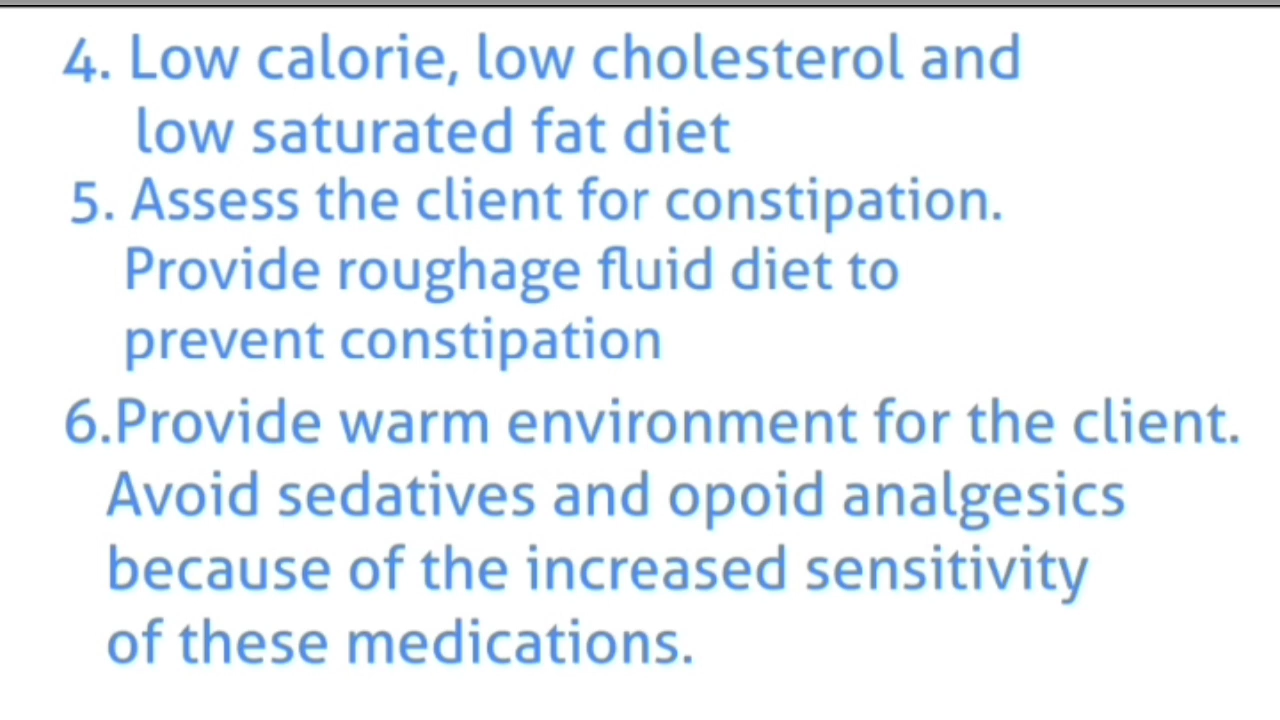 4. Low calorie, low cholesterol and
low saturated fat diet
5. Assess the client for constipation.
Provide roughage fluid diet to
prevent constipation
6.Provide warm environment for the client.
Avoid sedatives and opoid analgesics
because of the increased sensitivity
of these medications.